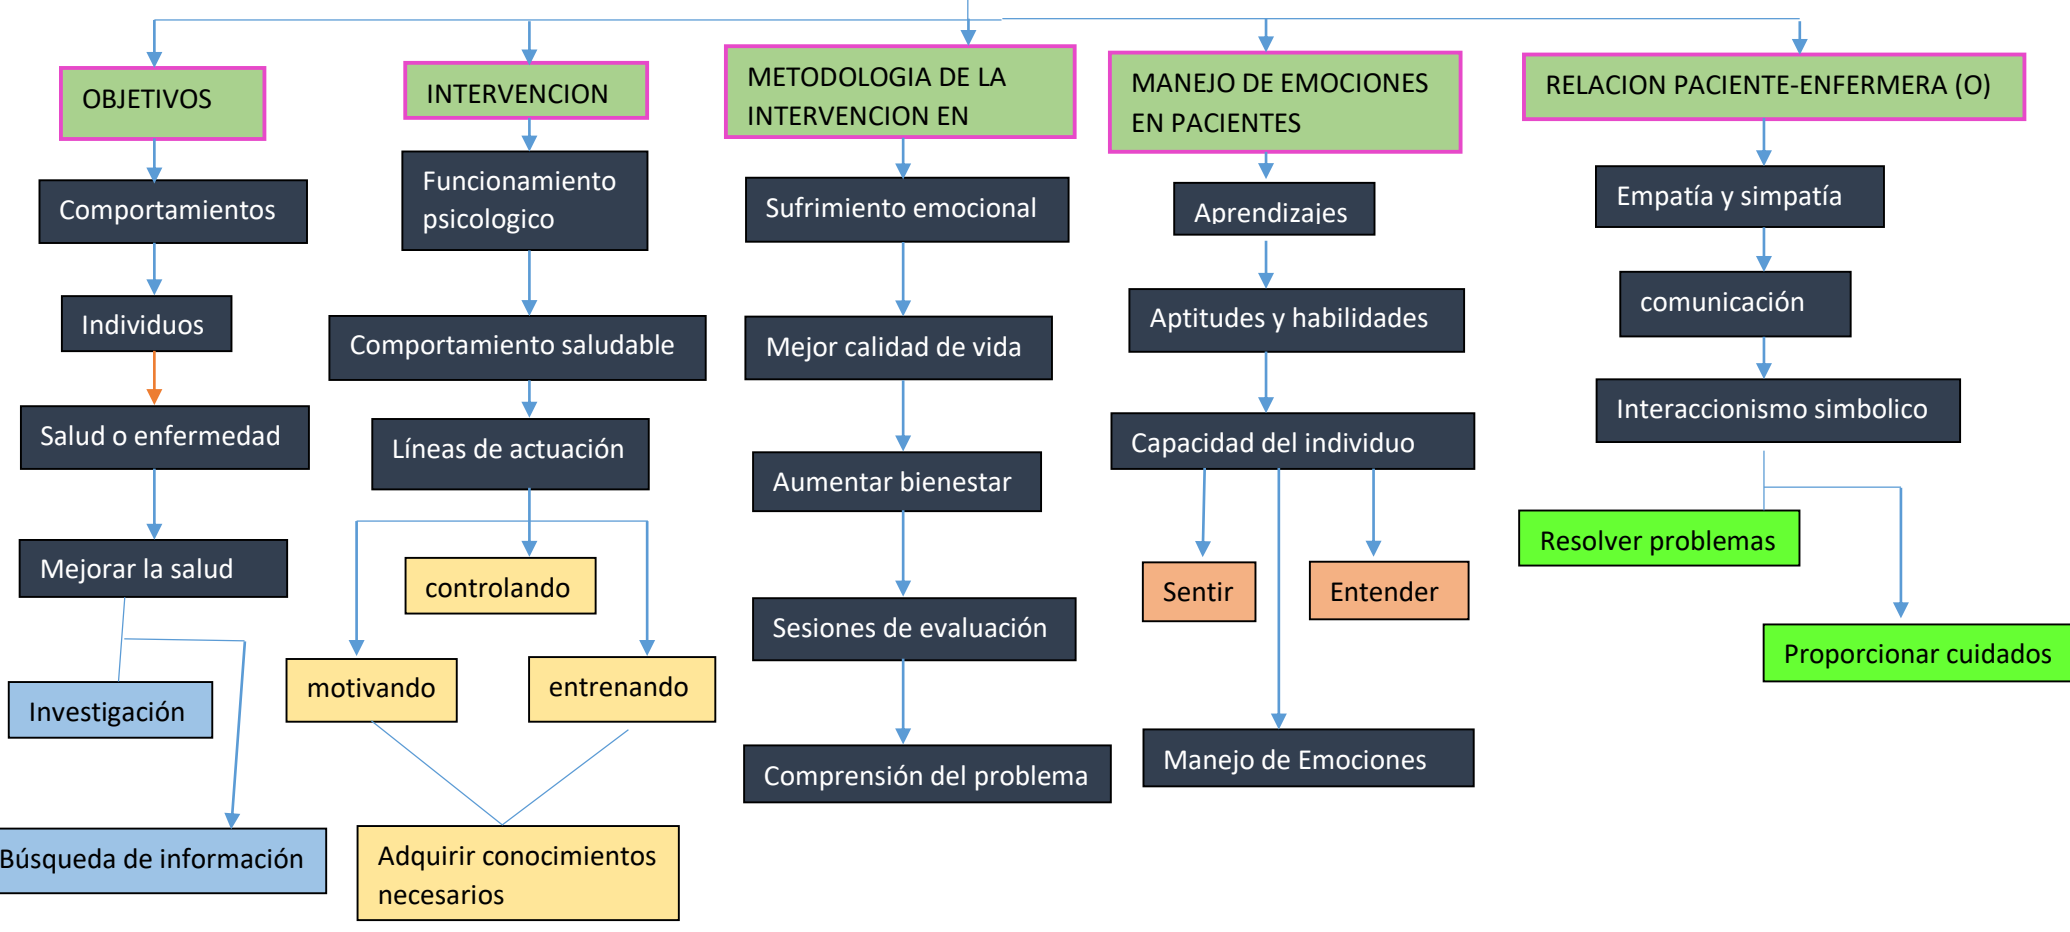 OBJETIVOS
Comportamientos
Individuos
Salud o enfermedad
Mejorar la salud
Investigación
Búsqueda de información
INTERVENCION
Funcionamiento
psicologico
Comportamiento saludable
Líneas de actuación
controlando
motivando
entrenando
Adquirir conocimientos
necesarios
METODOLOGIA DE LA
INTERVENCION EN
Sufrimiento emocional
Mejor calidad de vida
Aumentar bienestar
Sesiones de evaluación
Comprensión del problema
MANEJO DE EMOCIONES
EN PACIENTES
Aprendizajes
Aptitudes y habilidades
Capacidad del individuo
Sentir
Entender
Manejo de Emociones
RELACION PACIENTE-ENFERMERA (O)
Empatía y simpatía
comunicación
Interaccionismo simbolico
Resolver problemas
Proporcionar cuidados